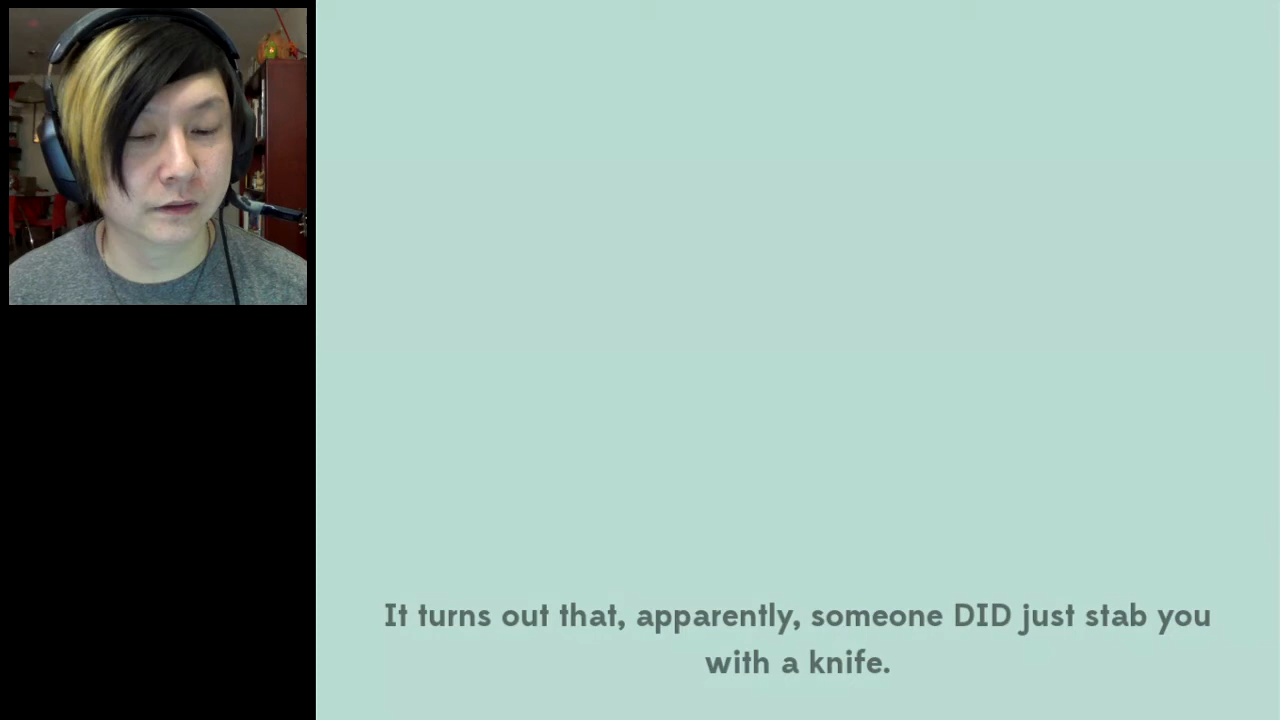 It turns out that, apparently, someone DID just stab you
with a knife.